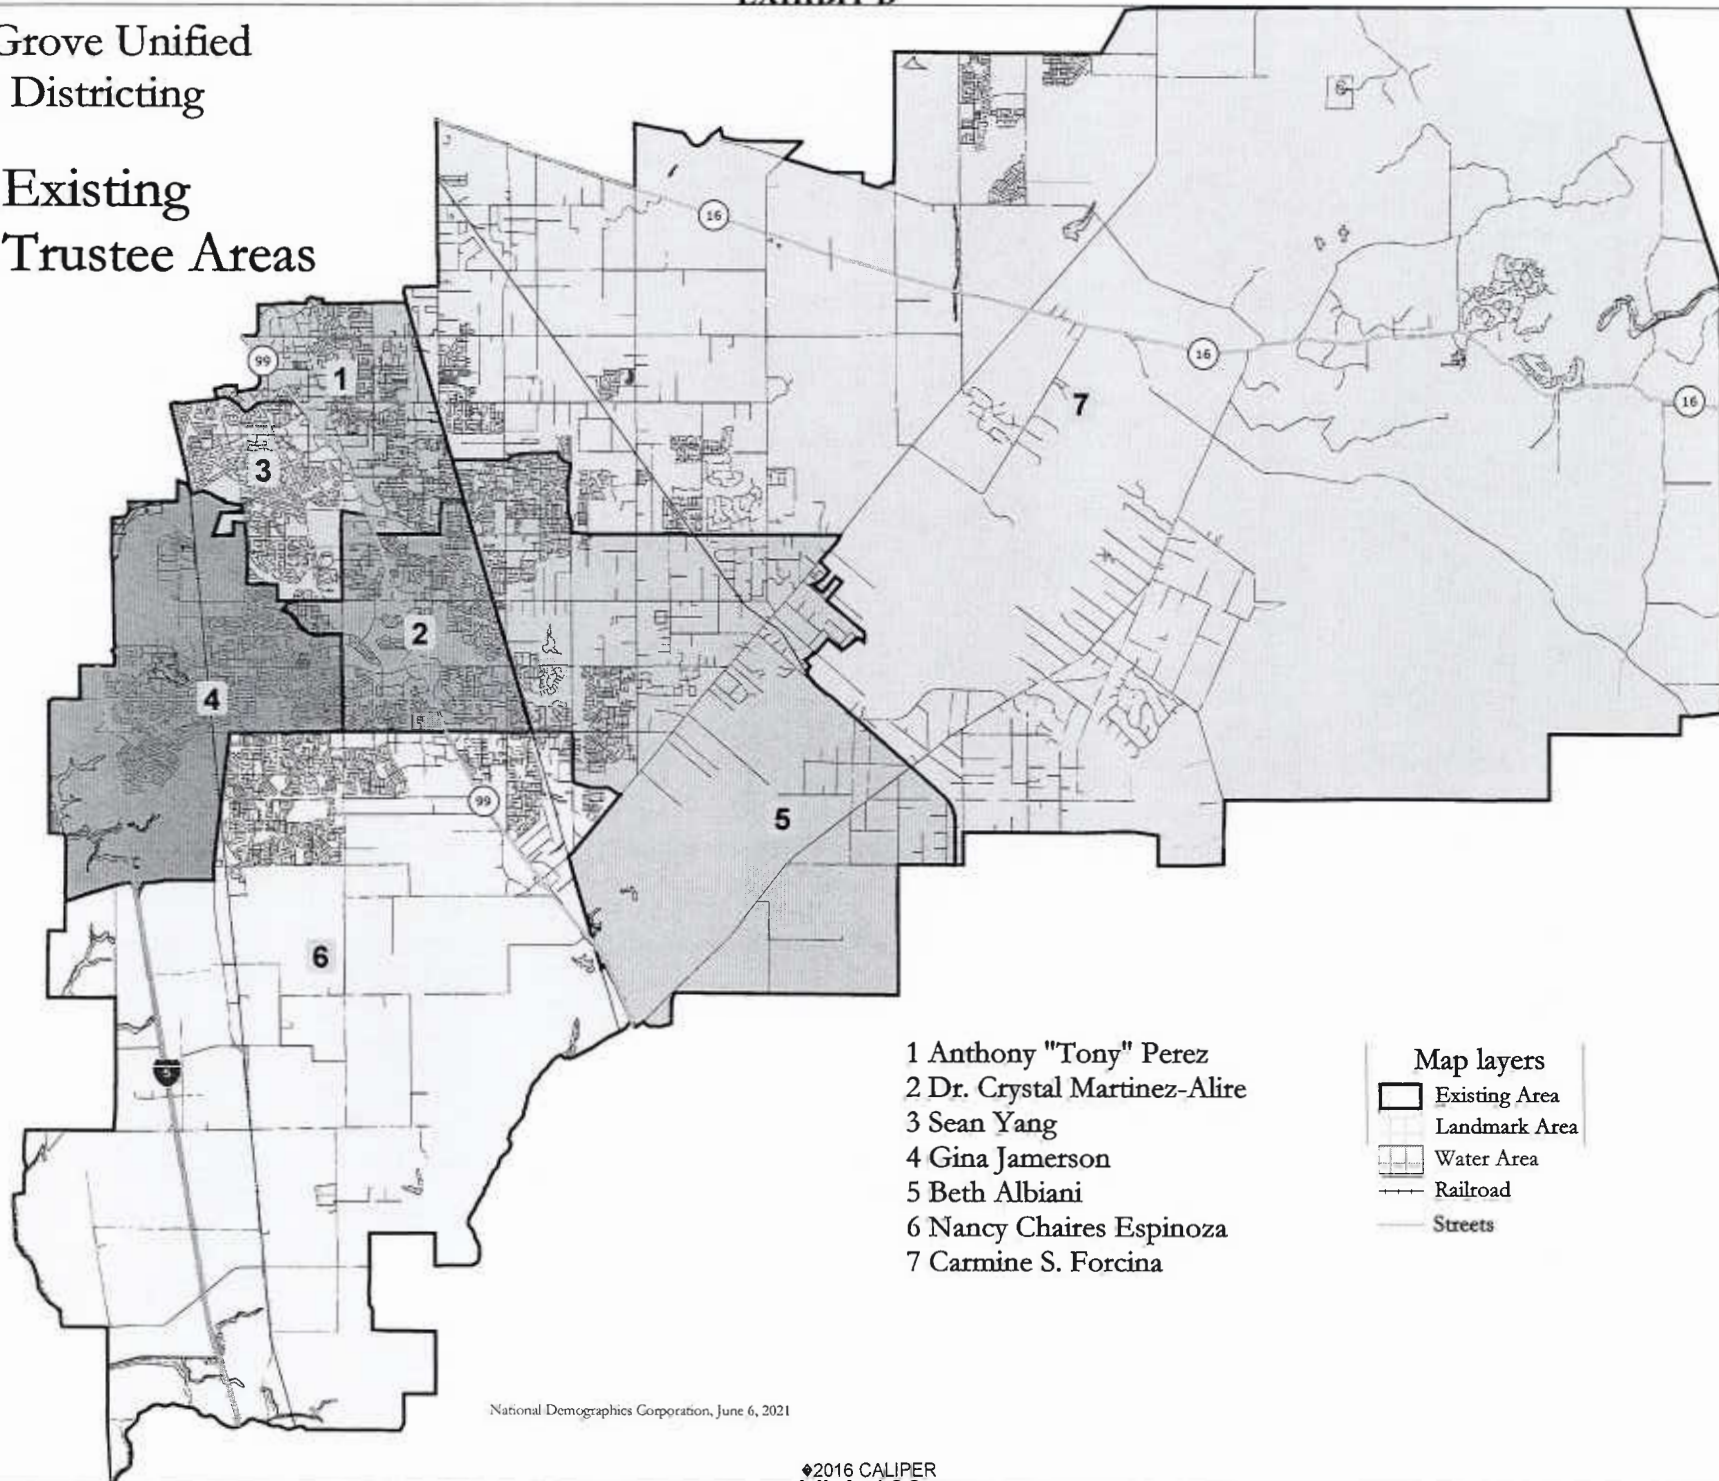 Grove Unified
Districting
Existing
Trustee Areas
16
99
1
16
7
16
3
2
4
99
5
6
5
1 Anthony "Tony" Perez
2 Dr. Crystal Martinez-Alire
3 Sean Yang
4 Gina Jamerson
5 Beth Albiani
6 Nancy Chaires Espinoza
7 Carmine S. Forcina
Map layers
Existing Area
Landmark Area
Water Area
Railroad
Streets
National Demographics Corporation, June 6, 2021
�2016 CALIPER